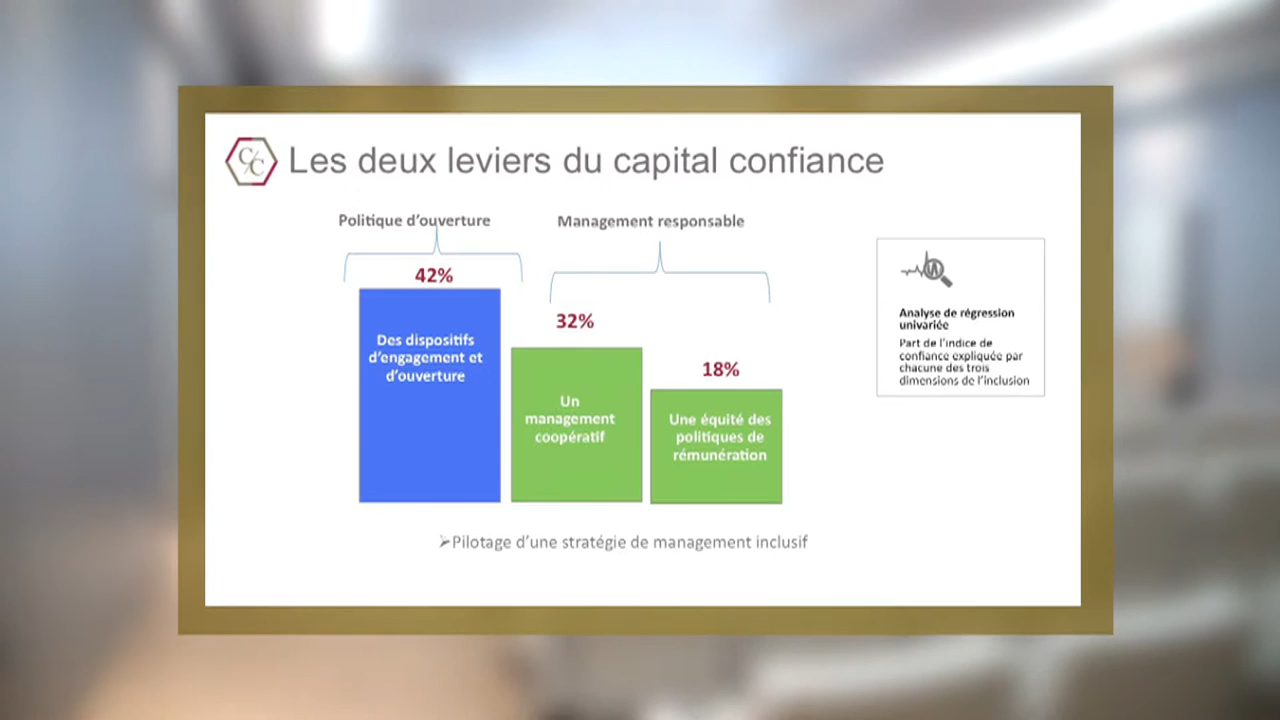 Les deux leviers du capital confiance
Politique d'ouverture
Management responsable
42%
32%
18%
Des dispositifs
d'engagement et
d'ouverture
Un
management
coopératif
Une équité des
politiques de
rémunération
Analyse de régression
univariée
Part de l'indice de
confiance expliquée par
chacune des trois
dimensions de l'inclusion
➢Pilotage d'une stratégie de management inclusif